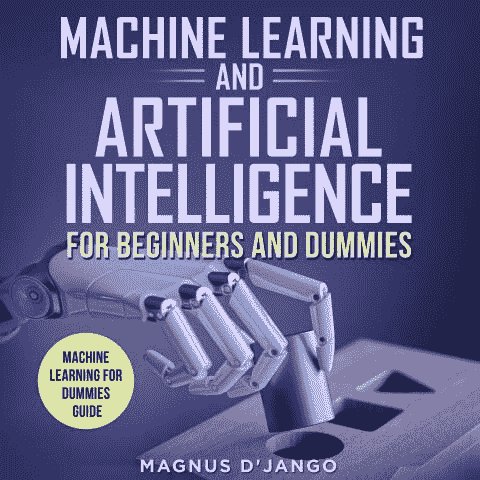 MACHINE LEARNING
AND
ARTIFICIAL
INTELLIGENCE
FOR BEGINNERS AND DUMMIES
MACHINE
LEARNING FOR
DUMMIES
GUIDE
MAGNUS D'JANGO